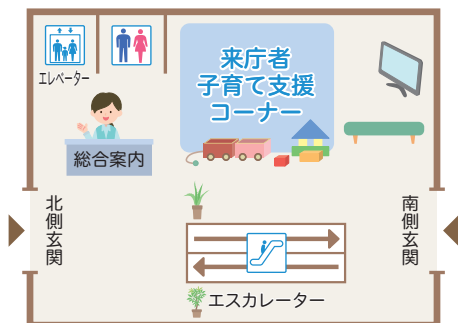 エレベーター
来庁者
子育て支援
コーナー
総合案内
北側玄関
南側玄関
エスカレーター